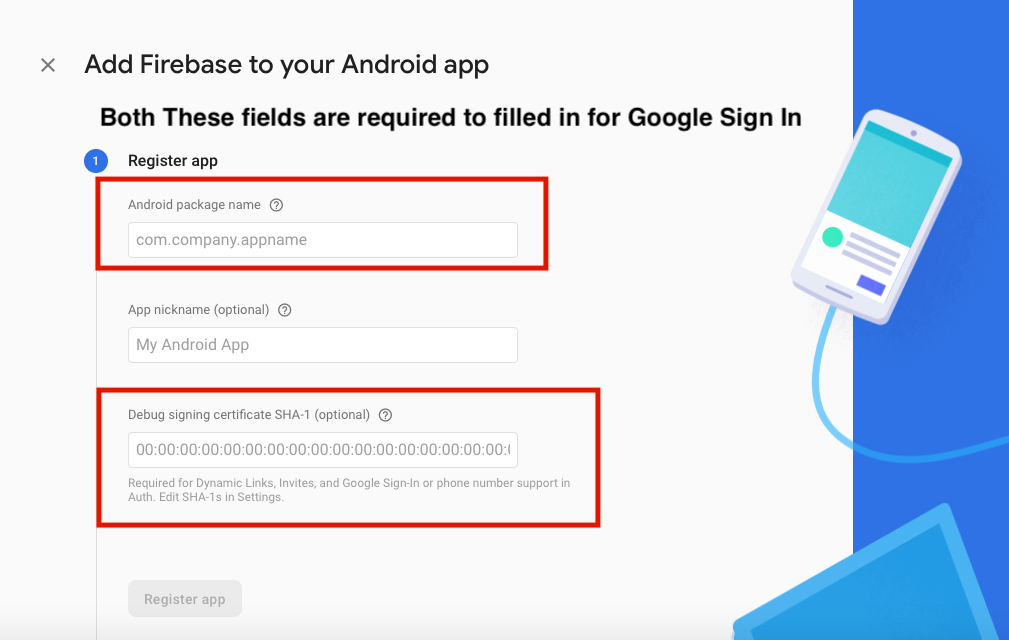 Add Firebase to your Android app
Both These fields are required to filled in for Google Sign In
1 Register app
Android package name ?
com.company.appname
App nickname (optional) ?
My Android App
Debug signing certificate SHA-1 (optional) ?
00:00:00:00:00:00:00:00:00:00:00:00:00:00:00:00:00:
Required for Dynamic Links, Invites, and Google Sign-In or phone number support in
Auth. Edit SHA-1s in Settings.
Register app